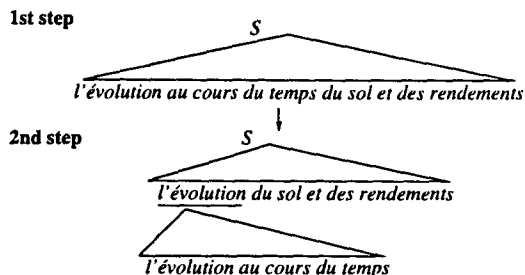 1st step
S
l'évolution au cours du temps du sol et des rendements
2nd step
S
l'évolution du sol et des rendements
l'évolution au cours du temps